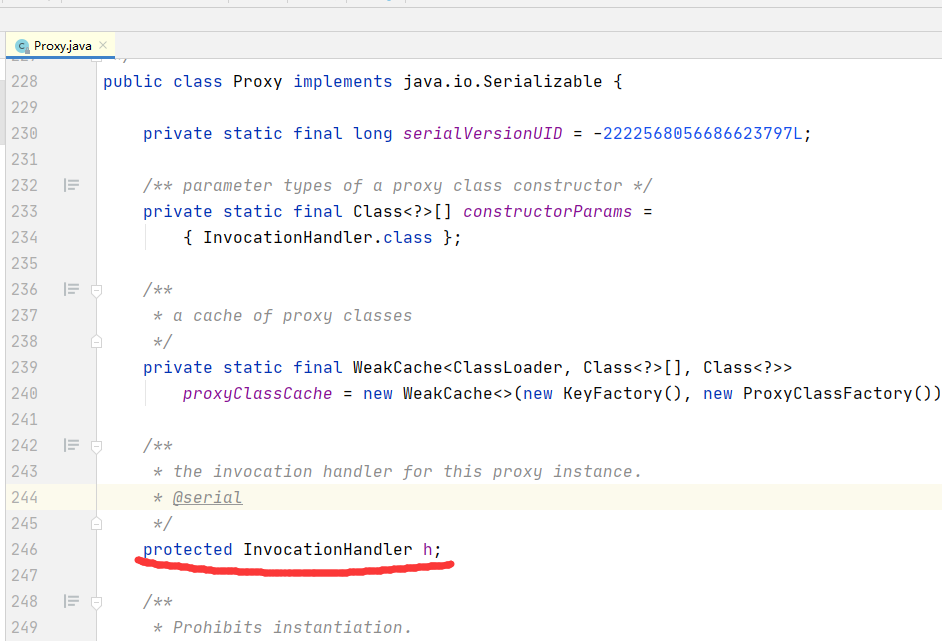 Proxy.java
228 public class Proxy implements java.io.Serializable {
229
230 private static final long serialVersionUID = -2222568056686623797L;
231
232 /** parameter types of a proxy class constructor */
233 private static final Class<?>[] constructorParams =
234 { InvocationHandler.class };
235
236 /**
237 * a cache of proxy classes
238 */
239 private static final WeakCache<ClassLoader, Class<?>[], Class<?>>
240 proxyClassCache = new WeakCache<>(new KeyFactory(), new ProxyClassFactory())
241
242 /**
243 * the invocation handler for this proxy instance.
244 * @serial
245 */
246 protected InvocationHandler h;
247
248 /**
249 * Prohibits instantiation.